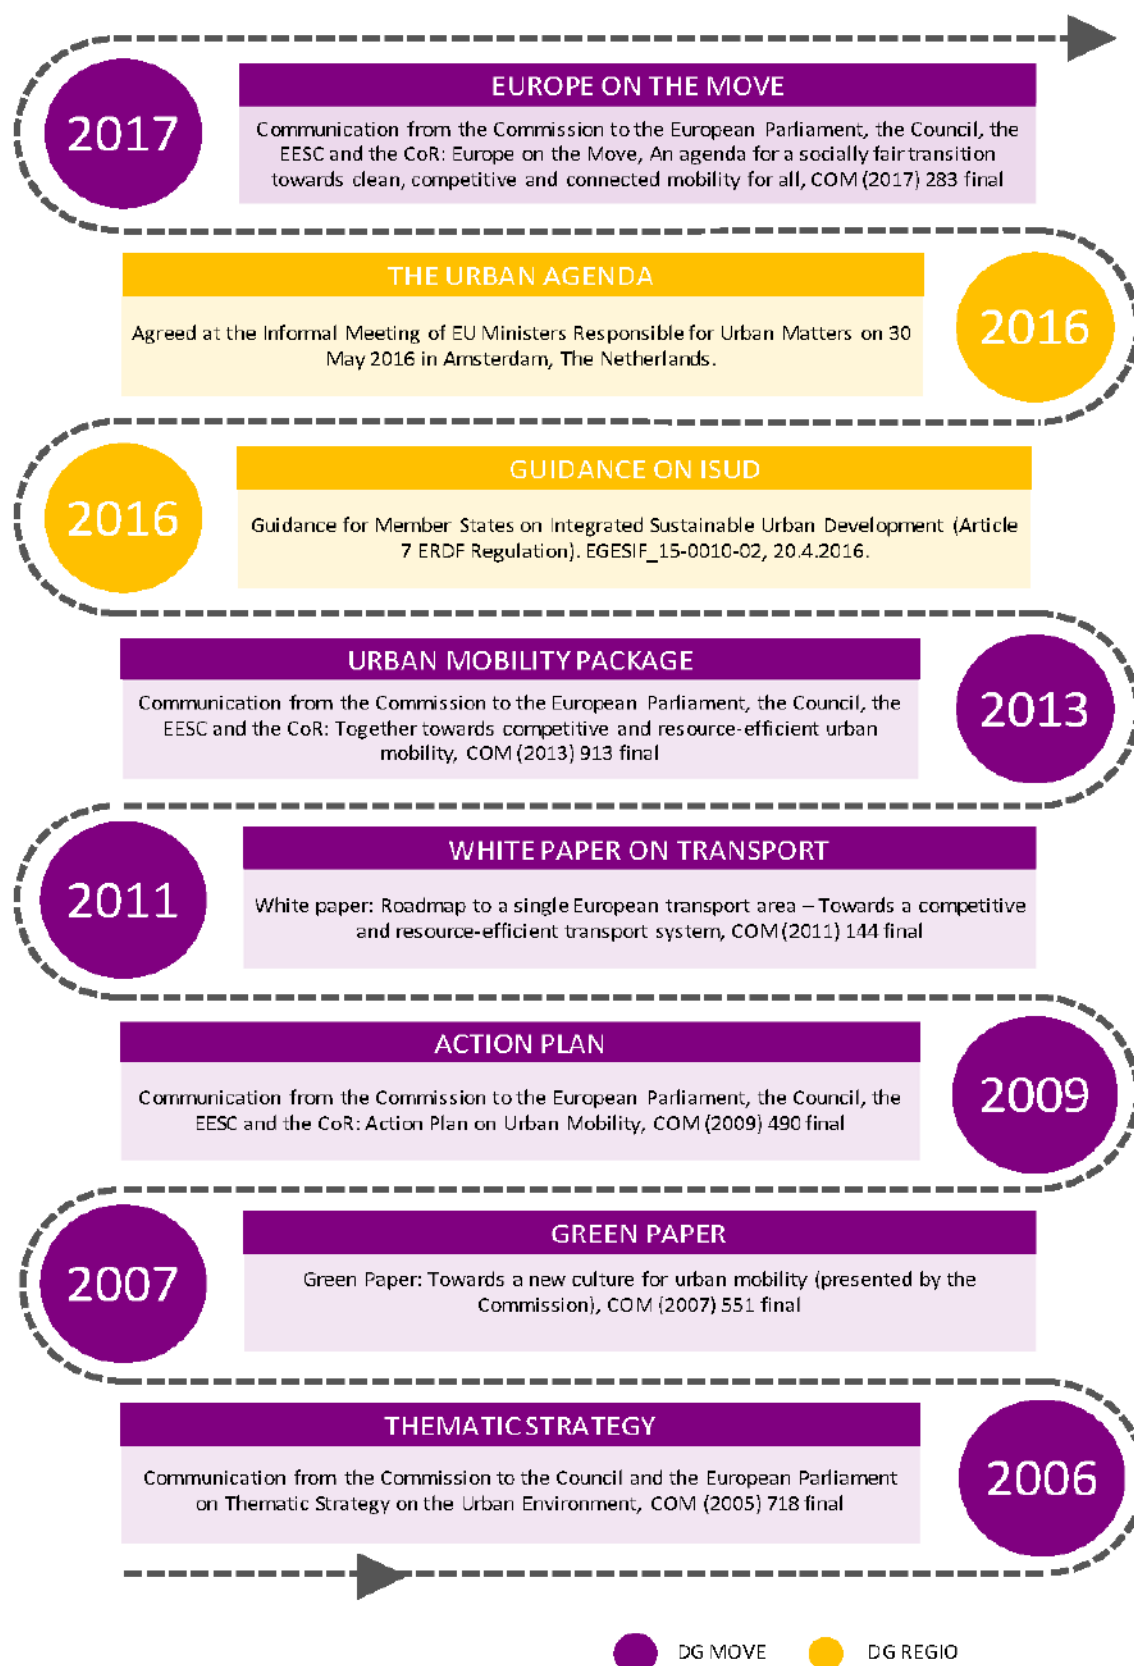 2017
EUROPE ON THE MOVE
Communication from the Commission to the European Parliament, the Council, the
EESC and the CoR: Europe on the Move, An agenda for a socially fair transition
towards clean, competitive and connected mobility for all, COM (2017) 283 final
THE URBAN AGENDA
Agreed at the Informal Meeting of EU Ministers Responsible for Urban Matters on 30
May 2016 in Amsterdam, The Netherlands.
2016
2016
GUIDANCE ON ISUD
Guidance for Member States on Integrated Sustainable Urban Development (Article
7 ERDF Regulation). EGESIF_15-0010-02, 20.4.2016.
URBAN MOBILITY PACKAGE
Communication from the Commission to the European Parliament, the Council, the
EESC and the CoR: Together towards competitive and resource-efficient urban
mobility, COM (2013) 913 final
2013
2011
WHITE PAPER ON TRANSPORT
White paper: Roadmap to a single European transport area – Towards a competitive
and resource-efficient transport system, COM (2011) 144 final
ACTION PLAN
Communication from the Commission to the European Parliament, the Council, the
EESC and the CoR: Action Plan on Urban Mobility, COM (2009) 490 final
2009
2007
GREEN PAPER
Green Paper: Towards a new culture for urban mobility (presented by the
Commission), COM (2007) 551 final
THEMATIC STRATEGY
Communication from the Commission to the Council and the European Parliament
on Thematic Strategy on the Urban Environment, COM (2005) 718 final
2006
DG MOVE
DG REGIO